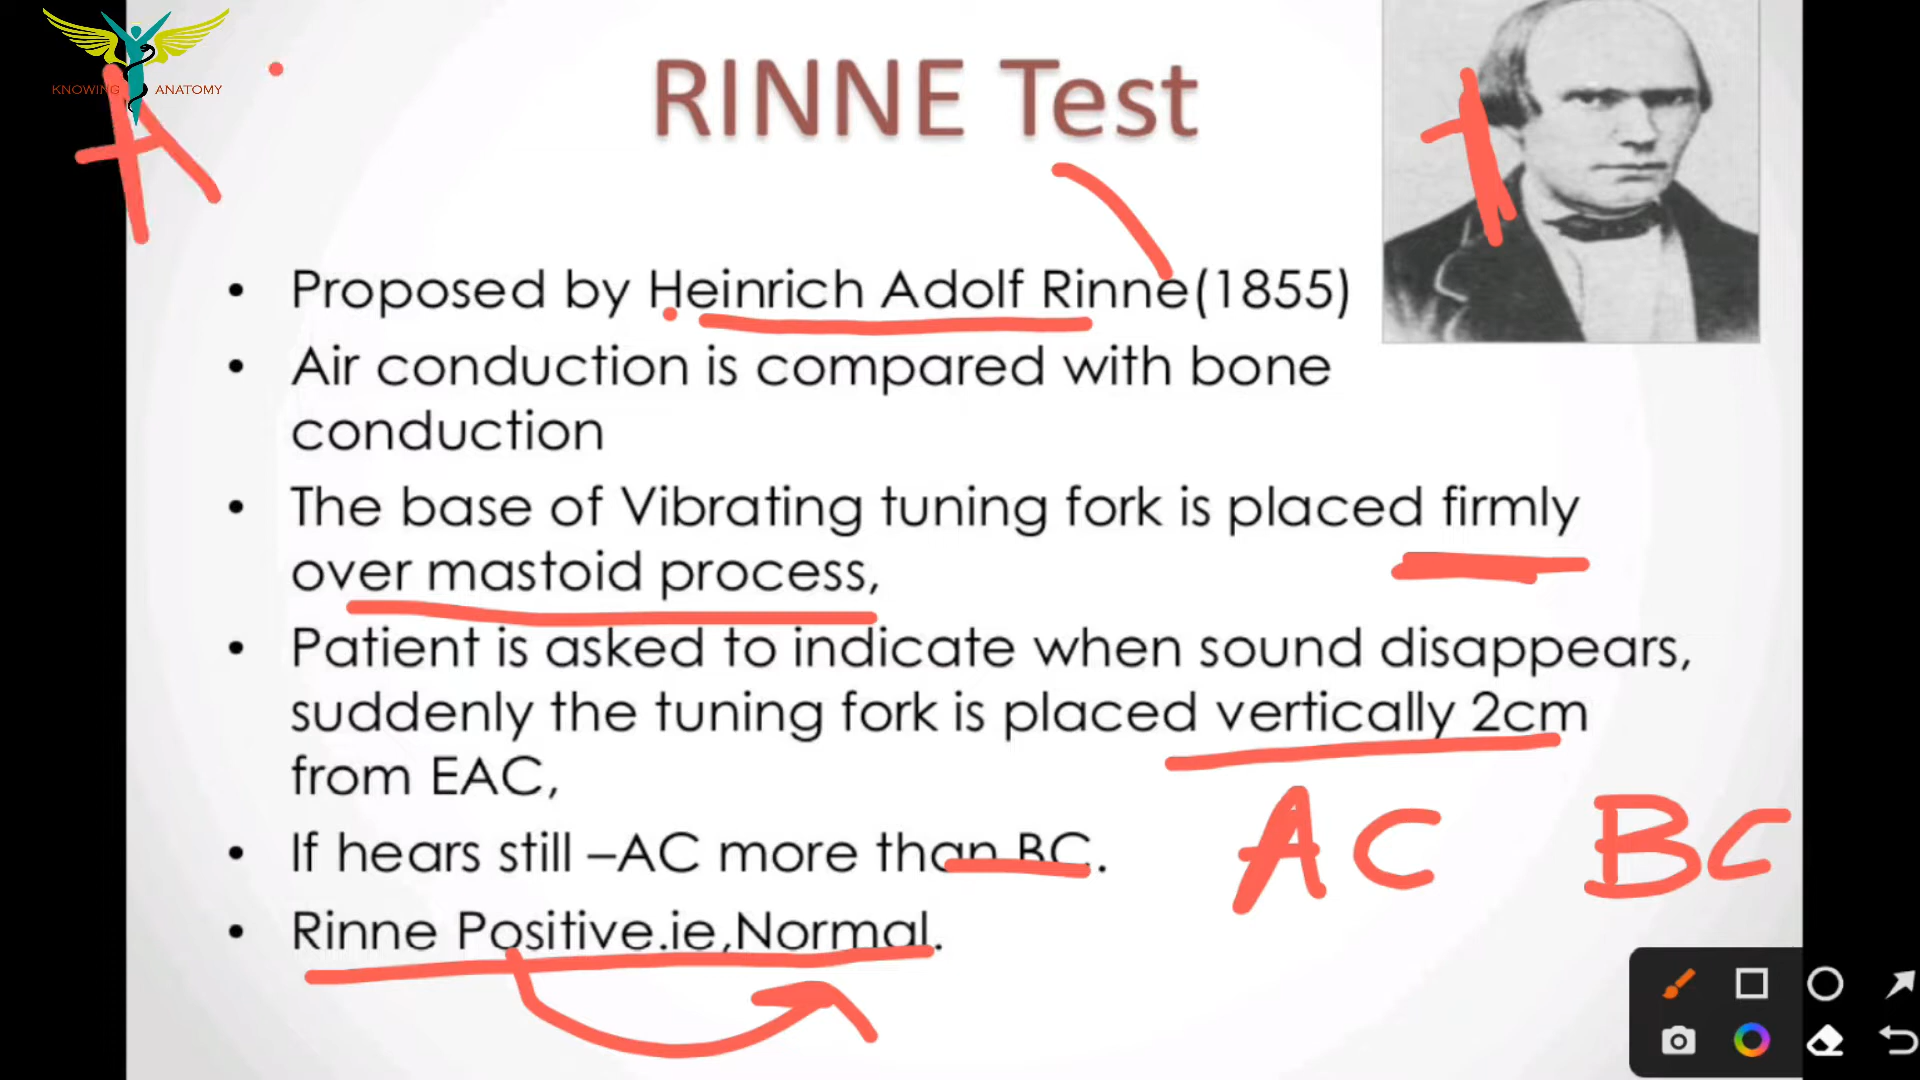 KNOWING ANATOMY
A
RINNE Test
• Proposed by Heinrich Adolf Rinne(1855)
• Air conduction is compared with bone
conduction
• The base of Vibrating tuning fork is placed firmly
over mastoid process,
• Patient is asked to indicate when sound disappears,
suddenly the tuning fork is placed vertically 2cm
from EAC,
• If hears still –AC more than BC.
AC BC
• Rinne Positive.ie,Normal.